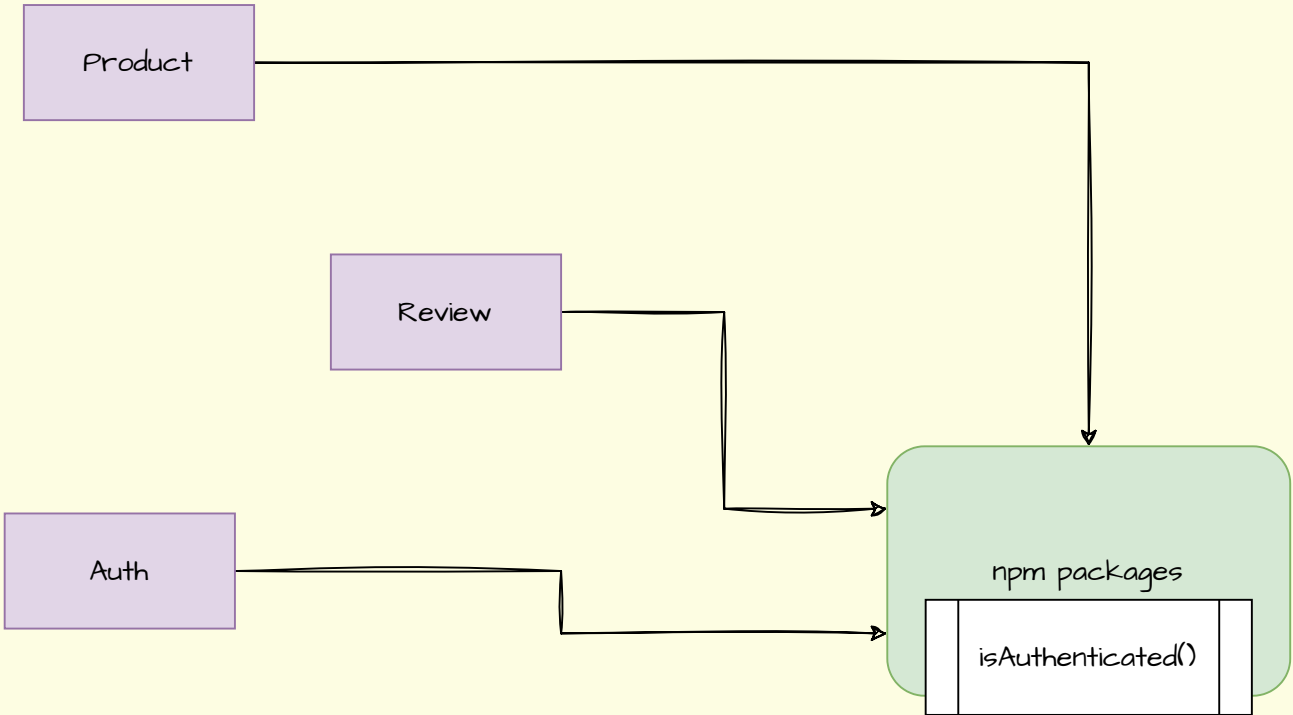 Product
Review
Auth
npm packages
isAuthenticated()